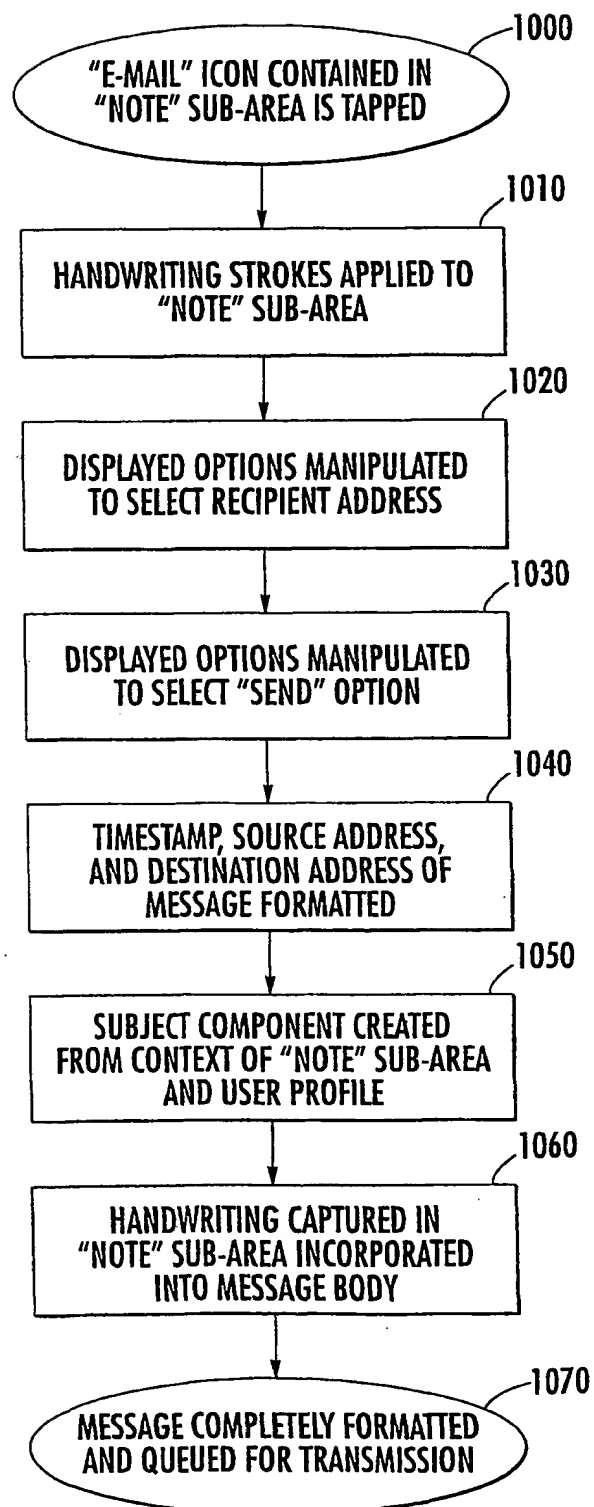 1000
“E-MAIL” ICON CONTAINED IN
“NOTE” SUB-AREA IS TAPPED
1010
HANDWRITING STROKES APPLIED TO
“NOTE” SUB-AREA
1020
DISPLAYED OPTIONS MANIPULATED
TO SELECT RECIPIENT ADDRESS
1030
DISPLAYED OPTIONS MANIPULATED
TO SELECT “SEND” OPTION
1040
TIMESTAMP, SOURCE ADDRESS,
AND DESTINATION ADDRESS OF
MESSAGE FORMATTED
1050
SUBJECT COMPONENT CREATED
FROM CONTEXT OF “NOTE” SUB-AREA
AND USER PROFILE
1060
HANDWRITING CAPTURED IN
“NOTE” SUB-AREA INCORPORATED
INTO MESSAGE BODY
1070
MESSAGE COMPLETELY FORMATTED
AND QUEUED FOR TRANSMISSION